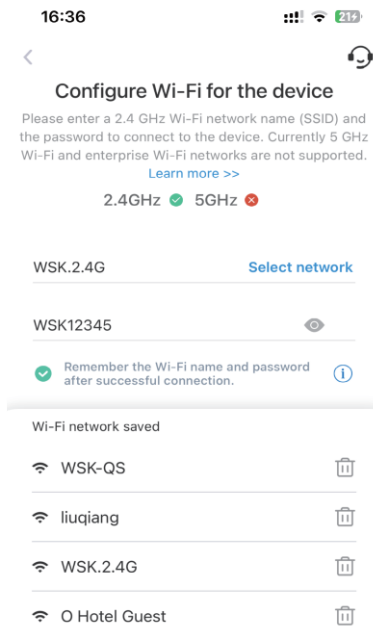 16:36
21
Configure Wi-Fi for the device
Please enter a 2.4 GHz Wi-Fi network name (SSID) and
the password to connect to the device. Currently 5 GHz
Wi-Fi and enterprise Wi-Fi networks are not supported.
Learn more >>
2.4GHz 5GHz
WSK.2.4G Select network
WSK12345
Remember the Wi-Fi name and password
after successful connection.
Wi-Fi network saved
WSK-QS
liuqiang
WSK.2.4G
O Hotel Guest